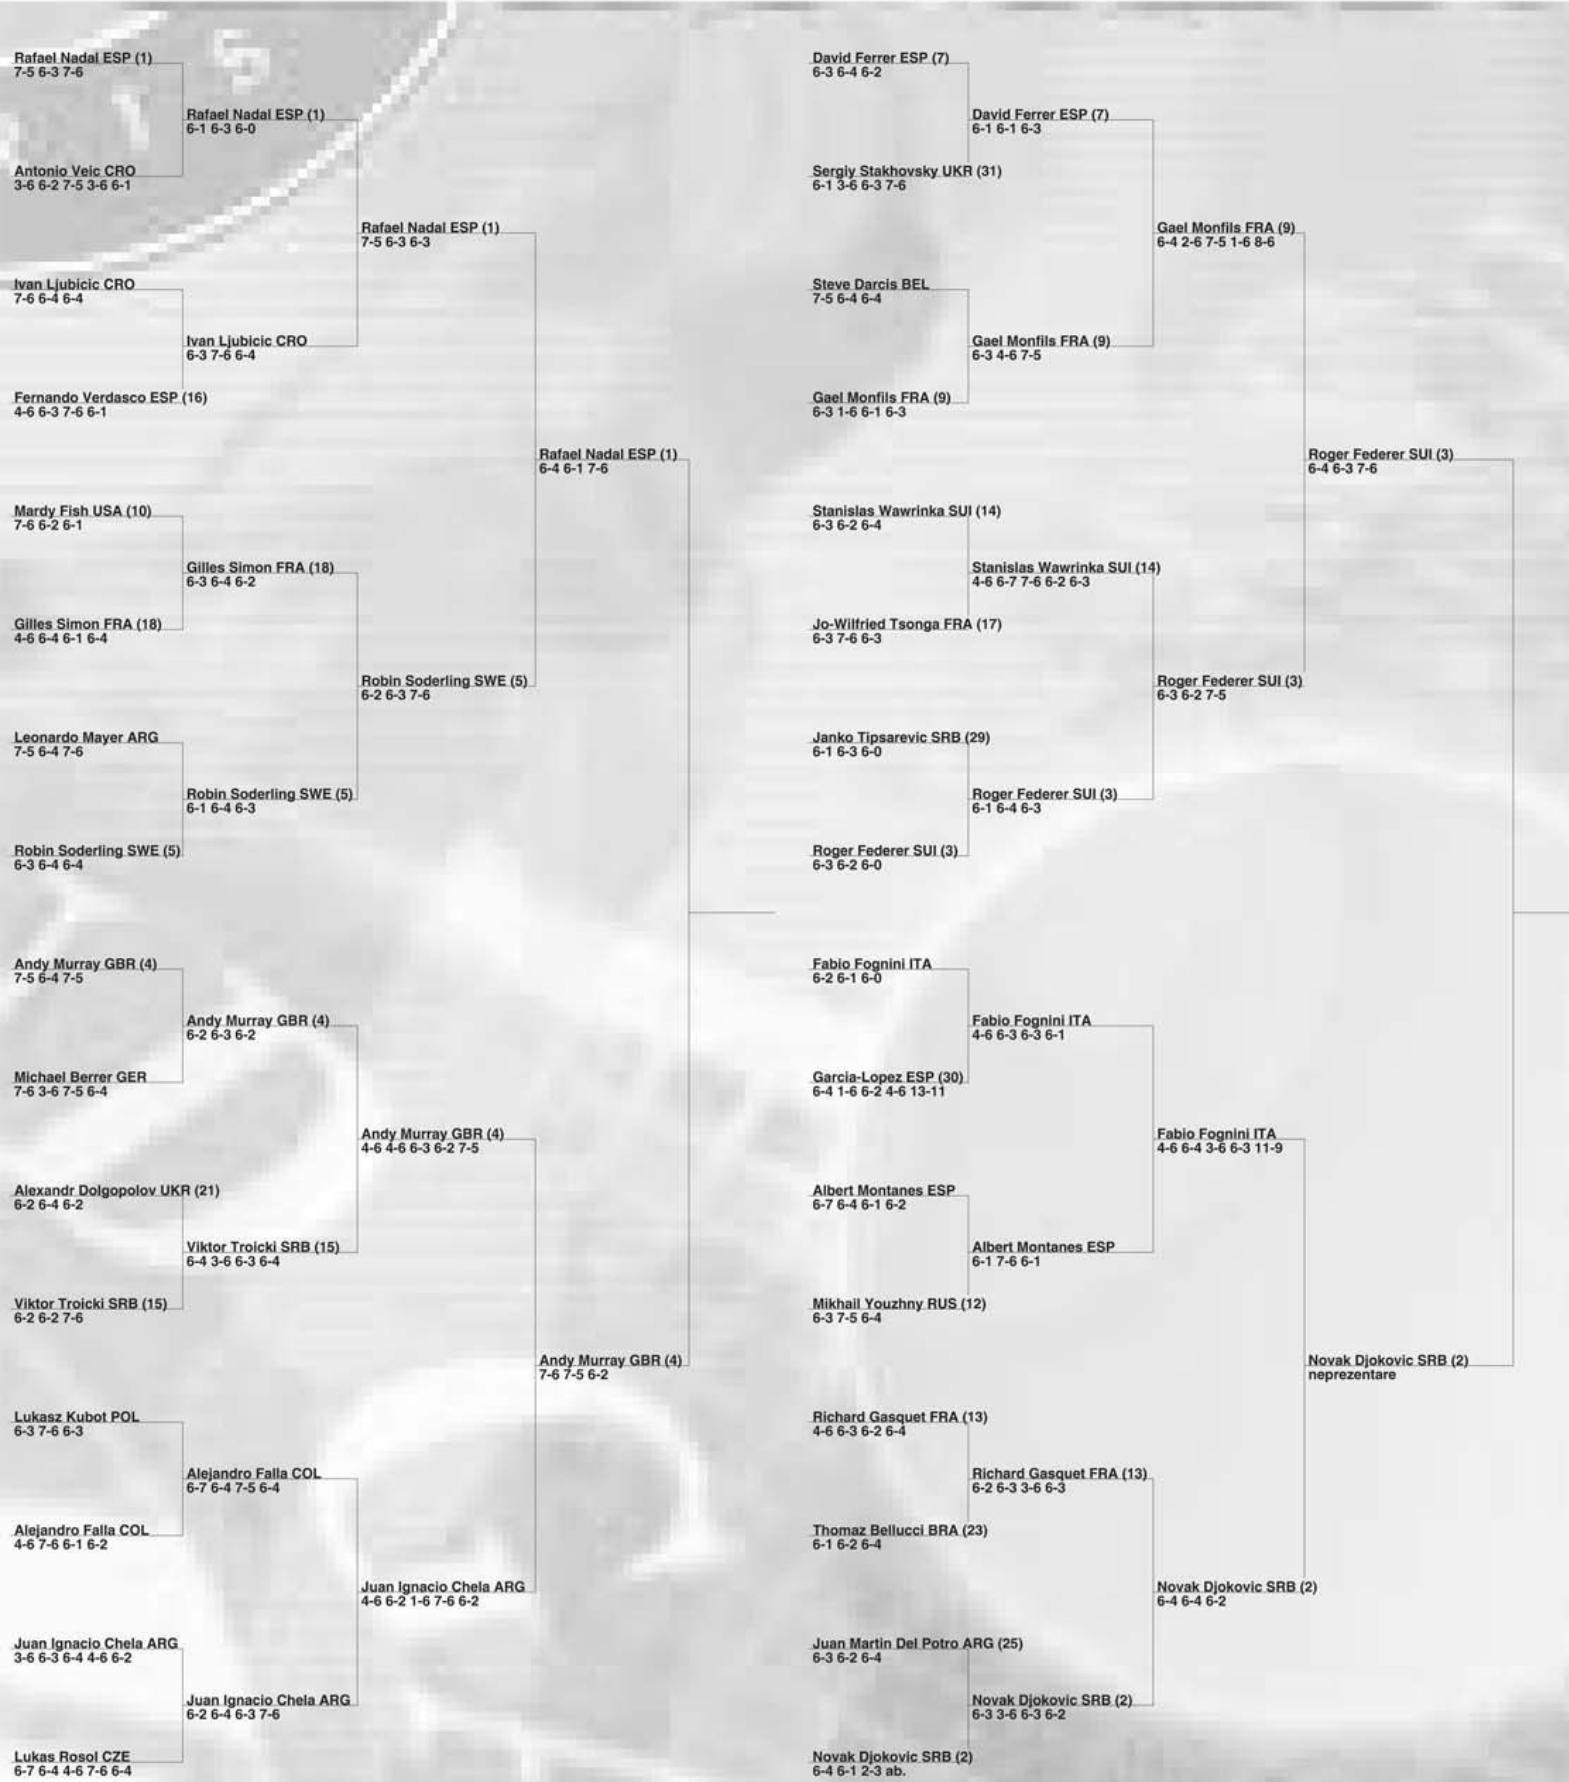 Rafael Nadal ESP (1)
7-5 6-3 7-6
Rafael Nadal ESP (1)
6-1 6-3 6-0
Antonio Veic CRO
3-6 6-2 7-5 3-6 6-1
Rafael Nadal ESP (1)
7-5 6-3 6-3
Ivan Ljubicic CRO
7-6 6-4 6-4
Ivan Ljubicic CRO
6-3 7-6 6-4
Fernando Verdasco ESP (16)
4-6 6-3 7-6 6-1
Rafael Nadal ESP (1)
6-4 6-1 7-6
Mardy Fish USA (10)
7-6 6-2 6-1
Gilles Simon FRA (18)
6-3 6-4 6-2
Gilles Simon FRA (18)
4-6 6-4 6-1 6-4
Robin Soderling SWE (5)
6-2 6-3 7-6
Leonardo Mayer ARG
7-5 6-4 7-6
Robin Soderling SWE (5)
6-1 6-4 6-3
Robin Soderling SWE (5)
6-3 6-4 6-4
Andy Murray GBR (4)
7-5 6-4 7-5
Andy Murray GBR (4)
6-2 6-3 6-2
Michael Berrer GER
7-6 3-6 7-5 6-4
Andy Murray GBR (4)
4-6 4-6 6-3 6-2 7-5
Alexandr Dolgopolov UKR (21)
6-2 6-4 6-2
Viktor Troicki SRB (15)
6-4 3-6 6-3 6-4
Viktor Troicki SRB (15)
6-2 6-2 7-6
Andy Murray GBR (4)
7-6 7-5 6-2
Lukasz Kubot POL
6-3 7-6 6-3
Alejandro Falla COL
6-7 6-4 7-5 6-4
Alejandro Falla COL
4-6 7-6 6-1 6-2
Juan Ignacio Chela ARG
4-6 6-2 1-6 7-6 6-2
Juan Ignacio Chela ARG
3-6 6-3 6-4 4-6 6-2
Juan Ignacio Chela ARG
6-2 6-4 6-3 7-6
Lukas Rosol CZE
6-7 6-4 4-6 7-6 6-4
David Ferrer ESP (7)
6-3 6-4 6-2
David Ferrer ESP (7)
6-1 6-1 6-3
Sergiy Stakhovsky UKR (31)
6-1 3-6 6-3 7-6
Gael Monfils FRA (9)
6-4 2-6 7-5 1-6 8-6
Steve Darcis BEL
7-5 6-4 6-4
Gael Monfils FRA (9)
6-3 4-6 7-5
Gael Monfils FRA (9)
6-3 1-6 6-1 6-3
Roger Federer SUI (3)
6-4 6-3 7-6
Stanislas Wawrinka SUI (14)
6-3 6-2 6-4
Stanislas Wawrinka SUI (14)
4-6 6-7 7-6 6-2 6-3
Jo-Wilfried Tsonga FRA (17)
6-3 7-6 6-3
Roger Federer SUI (3)
6-3 6-2 7-5
Janko Tipsarevic SRB (29)
6-1 6-3 6-0
Roger Federer SUI (3)
6-1 6-4 6-3
Roger Federer SUI (3)
6-3 6-2 6-0
Fabio Fognini ITA
6-2 6-1 6-0
Fabio Fognini ITA
4-6 6-3 6-3 6-1
Garcia-Lopez ESP (30)
6-4 1-6 6-2 4-6 13-11
Fabio Fognini ITA
4-6 6-4 3-6 6-3 11-9
Albert Montanes ESP
6-7 6-4 6-1 6-2
Albert Montanes ESP
6-1 7-6 6-1
Mikhail Youzhny RUS (12)
6-3 7-5 6-4
Novak Djokovic SRB (2)
neprezentare
Richard Gasquet FRA (13)
4-6 6-3 6-2 6-4
Richard Gasquet FRA (13)
6-2 6-3 3-6 6-3
Thomaz Bellucci BRA (23)
6-1 6-2 6-4
Novak Djokovic SRB (2)
6-4 6-4 6-2
Juan Martin Del Potro ARG (25)
6-3 6-2 6-4
Novak Djokovic SRB (2)
6-3 3-6 6-3 6-2
Novak Djokovic SRB (2)
6-4 6-1 2-3 ab.